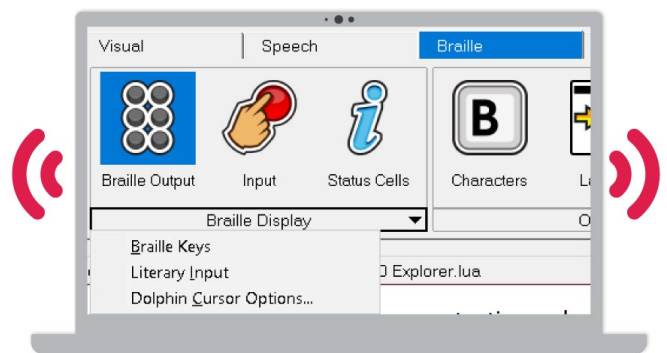 Visual Speech Braille
B
Braille Output Input Status Cells Characters
Braille Display
Braille Keys
Literary Input
Dolphin Cursor Options...
Explorer.lua